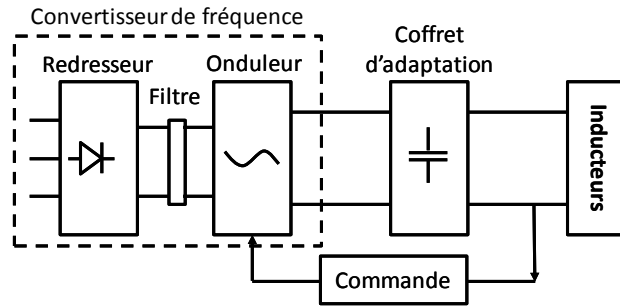 Convertisseur de fréquence
Redresseur
Filtre
Onduleur
Coffret
d'adaptation
Inducteurs
Commande